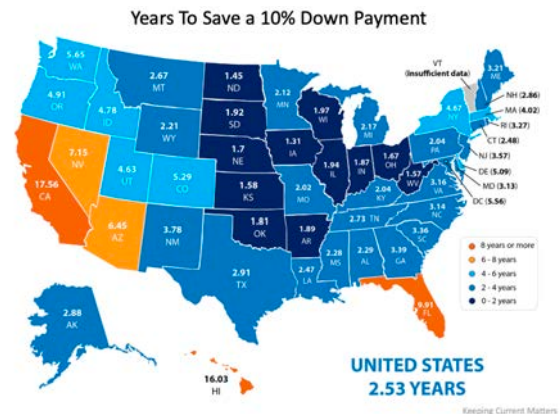 Years To Save a 10% Down Payment
5.65
WA
4.91
OR
4.78
ID
2.67
MT
1.45
ND
2.12
MN
1.97
WI
2.17
MI
VT
(insufficient data)
3.21
ME
NH (2.86)
MA (4.02)
RI (3.27)
CT (2.48)
NJ (3.57)
DE (5.09)
MD (3.13)
DC (5.56)
4.67
NY
2.04
PA
1.92
SD
2.21
WY
7.15
NV
17.56
CA
4.63
UT
5.29
CO
1.7
NE
1.31
IA
1.94
IL
1.87
IN
1.67
OH
1.57
WV
3.16
VA
1.58
KS
2.02
MO
2.04
KY
3.14
NC
2.73 TN
6.45
AZ
3.78
NM
1.81
OK
1.89
AR
3.36
SC
2.28
MS
2.29
AL
3.39
GA
2.47
LA
2.91
TX
9.91
FL
8 years or more
6 - 8 years
4 - 6 years
2 - 4 years
0 - 2 years
2.88
AK
16.03
HI
UNITED STATES
2.53 YEARS
Keeping Current Matters